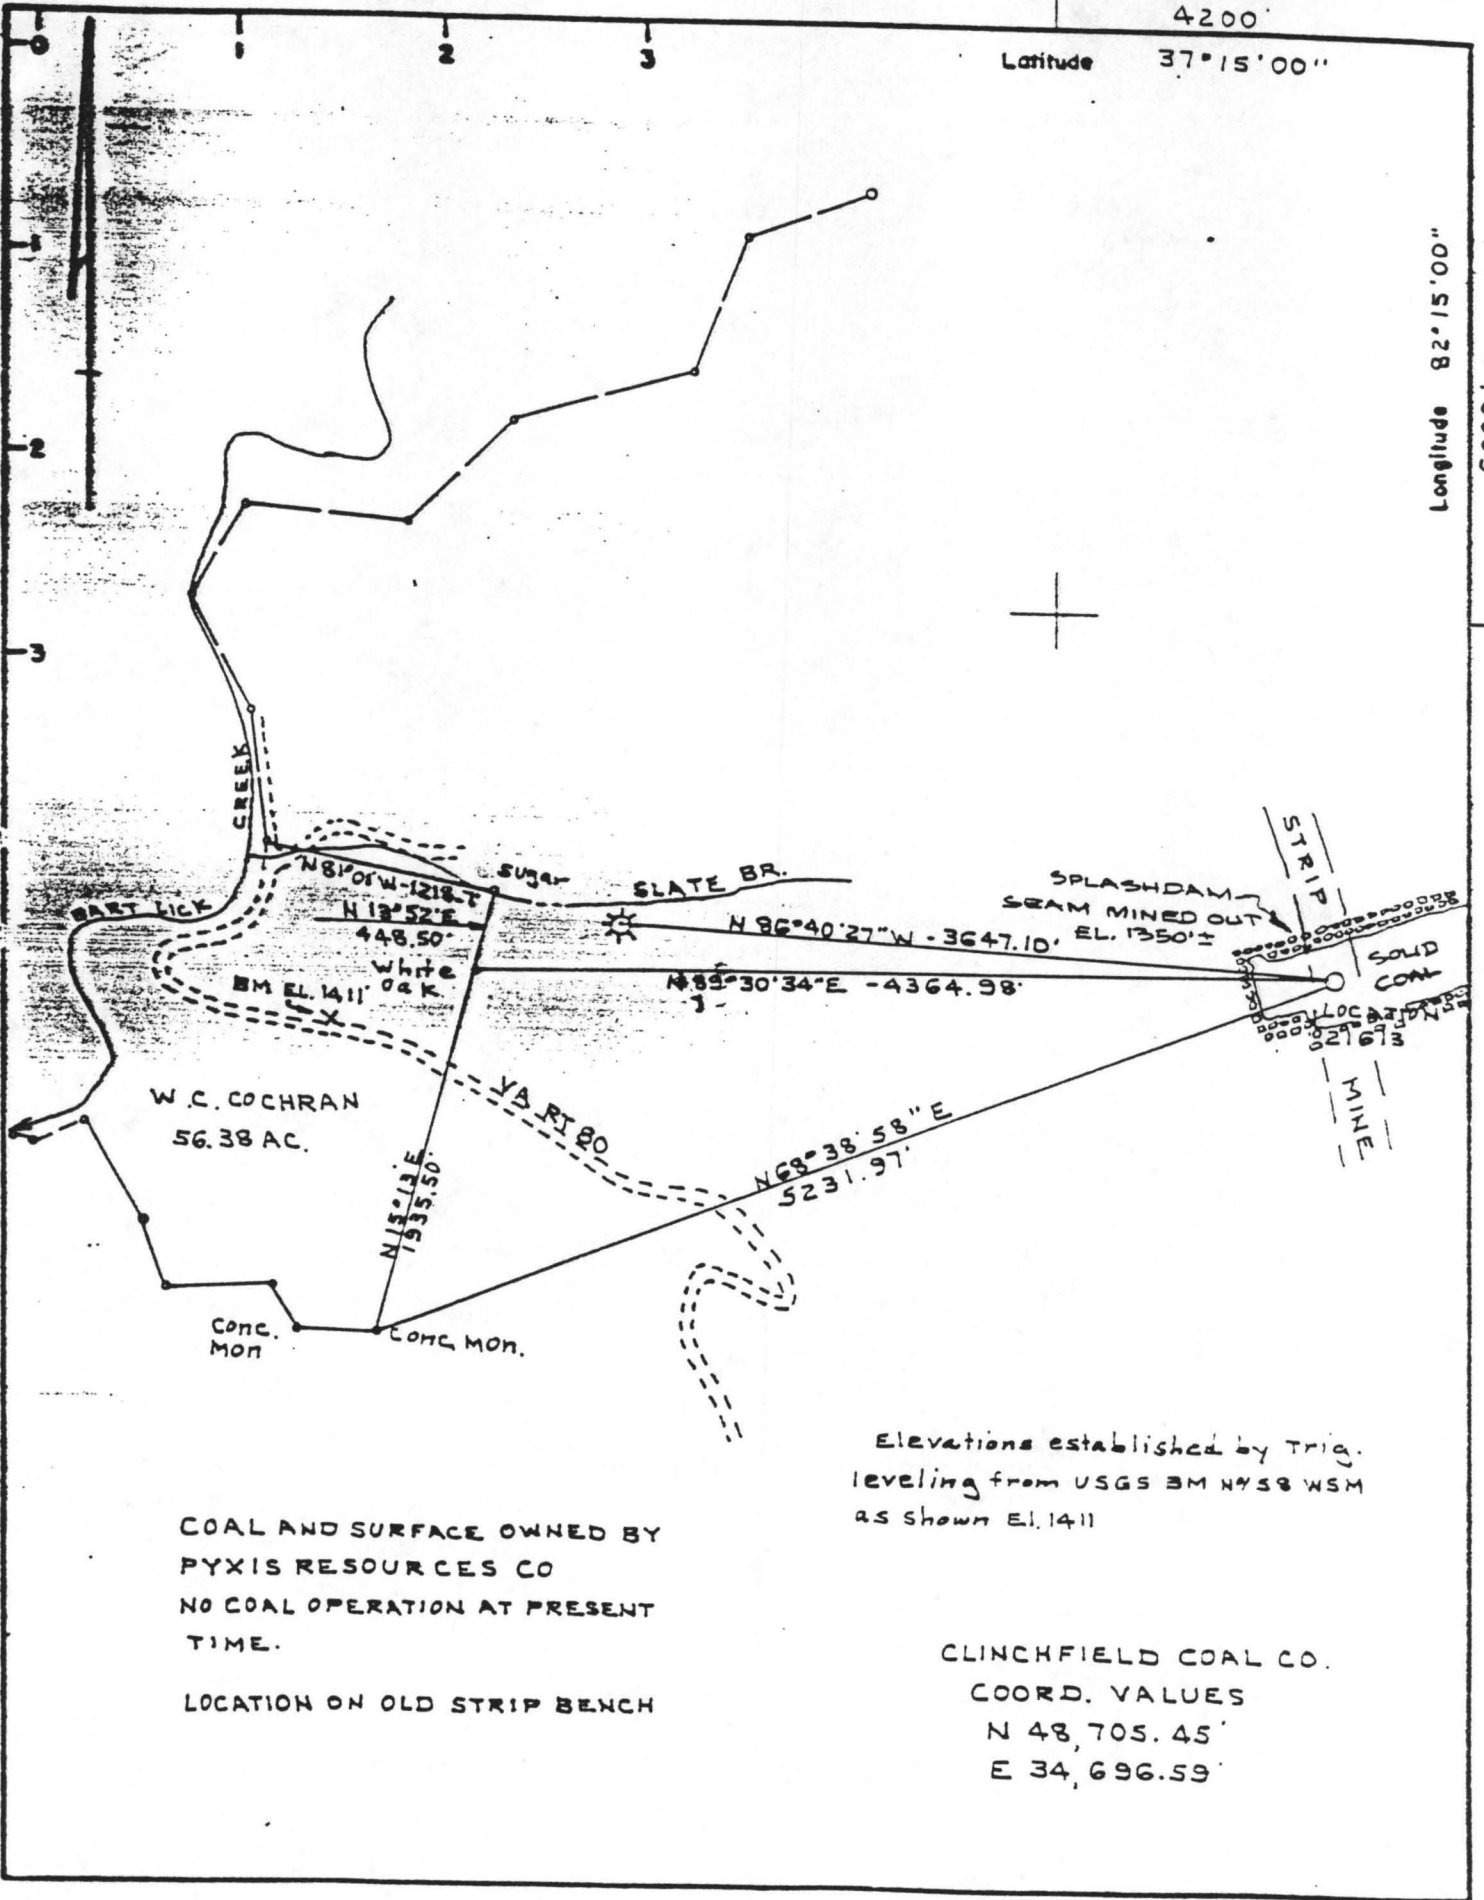 4200'
0
1
2
3
Latitude 37°15'00"
1
Longitude 82°15'00"
2
3
CREEK
STRIP
N 81°01'W-1218.7
Sugar
SLATE BR.
SPLASHDAM
SEAM MINED OUT
EL. 1350'±
BART LICK
N 13°52'E
448.50'
N 86°40'27"W - 3647.10'
SOLID
COAL
White
oak
BM EL. 1411'
X
30'34"E - 4364.98'
LOCATION
29693
MINE
W.C. COCHRAN
56.38 AC.
VA RT 80
N 68°38'58"E
5231.97'
N 15°13'E
1935.50'
Conc.
Mon
Conc. Mon.
Elevations established by Trig.
leveling from USGS BM 58 WSM
as shown El. 1411
COAL AND SURFACE OWNED BY
PYXIS RESOURCES CO
NO COAL OPERATION AT PRESENT
TIME.
LOCATION ON OLD STRIP BENCH
CLINCHFIELD COAL CO.
COORD. VALUES
N 48,705.45'
E 34,696.59'